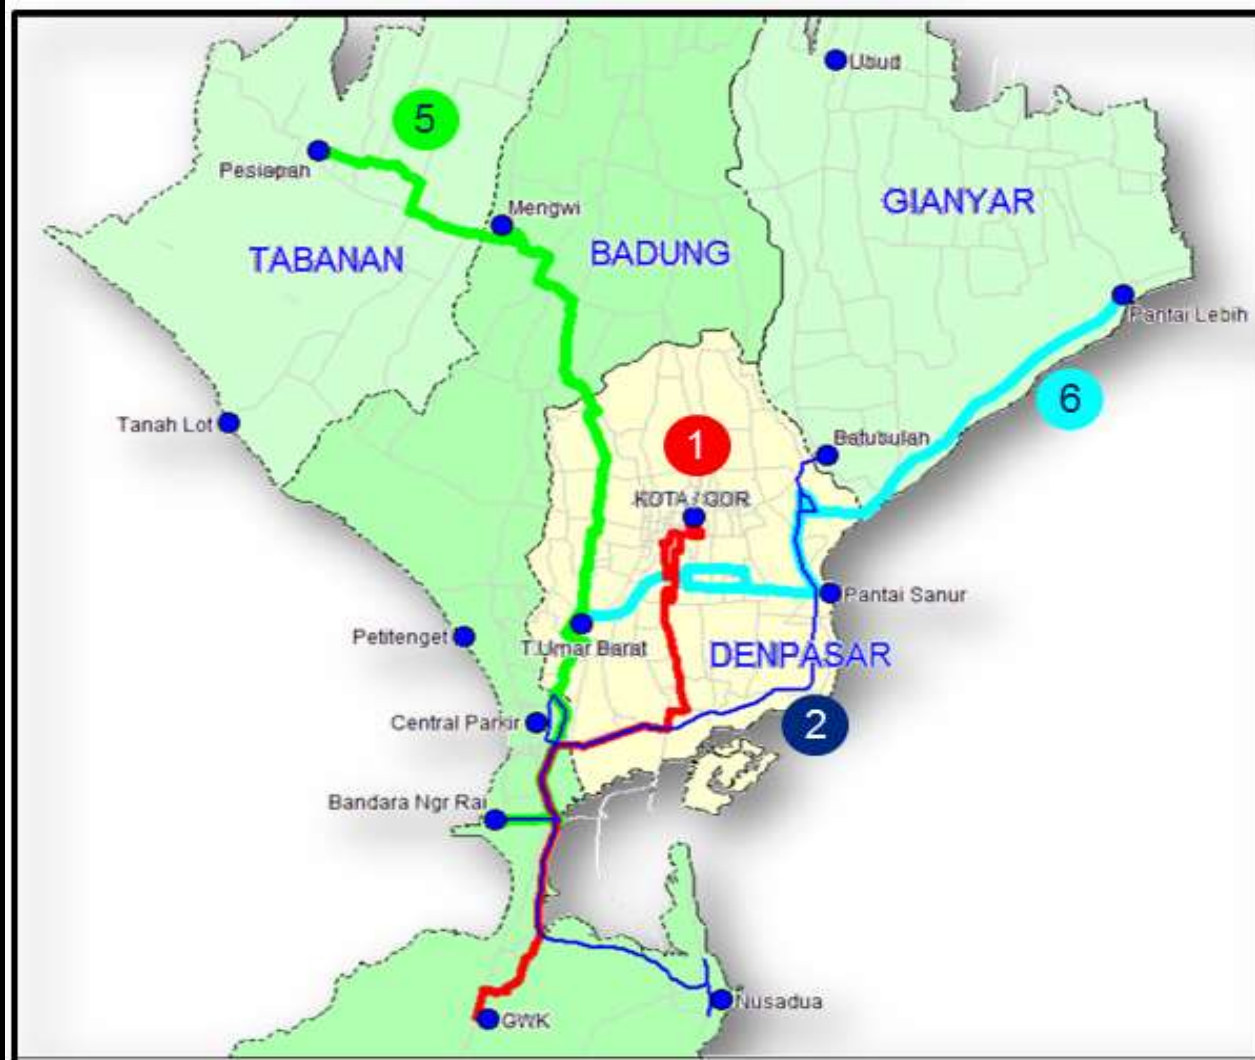 Ubud
5
Pesiapan
GIANYAR
Mengwi
BADUNG
TABANAN
Pantai Lebih
6
Tanah Lot
1
Batubulan
KOTA / GOR
Pantai Sanur
Petitenget
T.Umar Barat
DENPASAR
Central Parkir
2
Bandara Ngr Rai
Nusadua
GWK